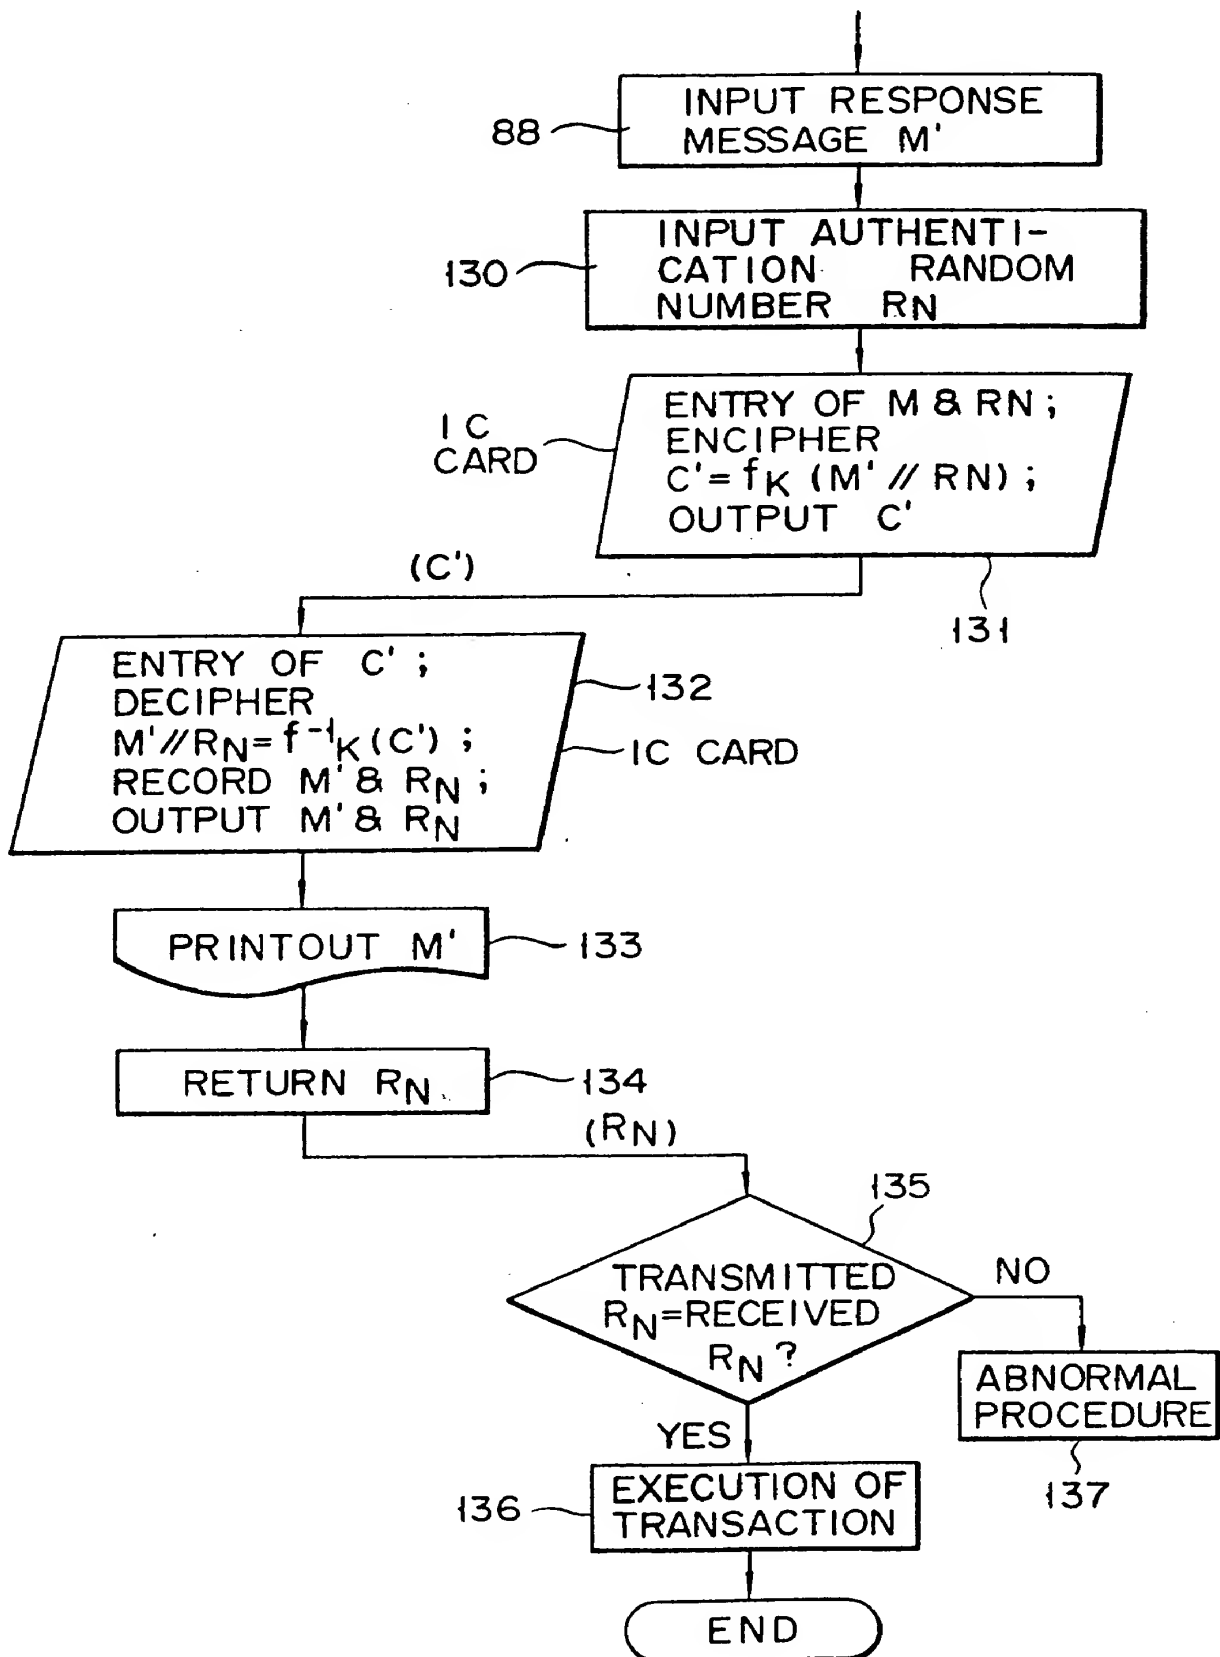 INPUT RESPONSE
MESSAGE M'
88
INPUT AUTHENTI-
CATION RANDOM
NUMBER RN
130
ENTRY OF M & RN ;
ENCIPHER
C' = fK (M' // RN) ;
OUTPUT C'
IC
CARD
131
(C')
ENTRY OF C' ;
DECIPHER
M' // RN = f-1K (C') ;
RECORD M' & RN ;
OUTPUT M' & RN
132
IC CARD
PRINTOUT M'
133
RETURN RN
134
(RN)
135
TRANSMITTED
RN = RECEIVED
RN ?
NO
ABNORMAL
PROCEDURE
137
YES
EXECUTION OF
TRANSACTION
136
END